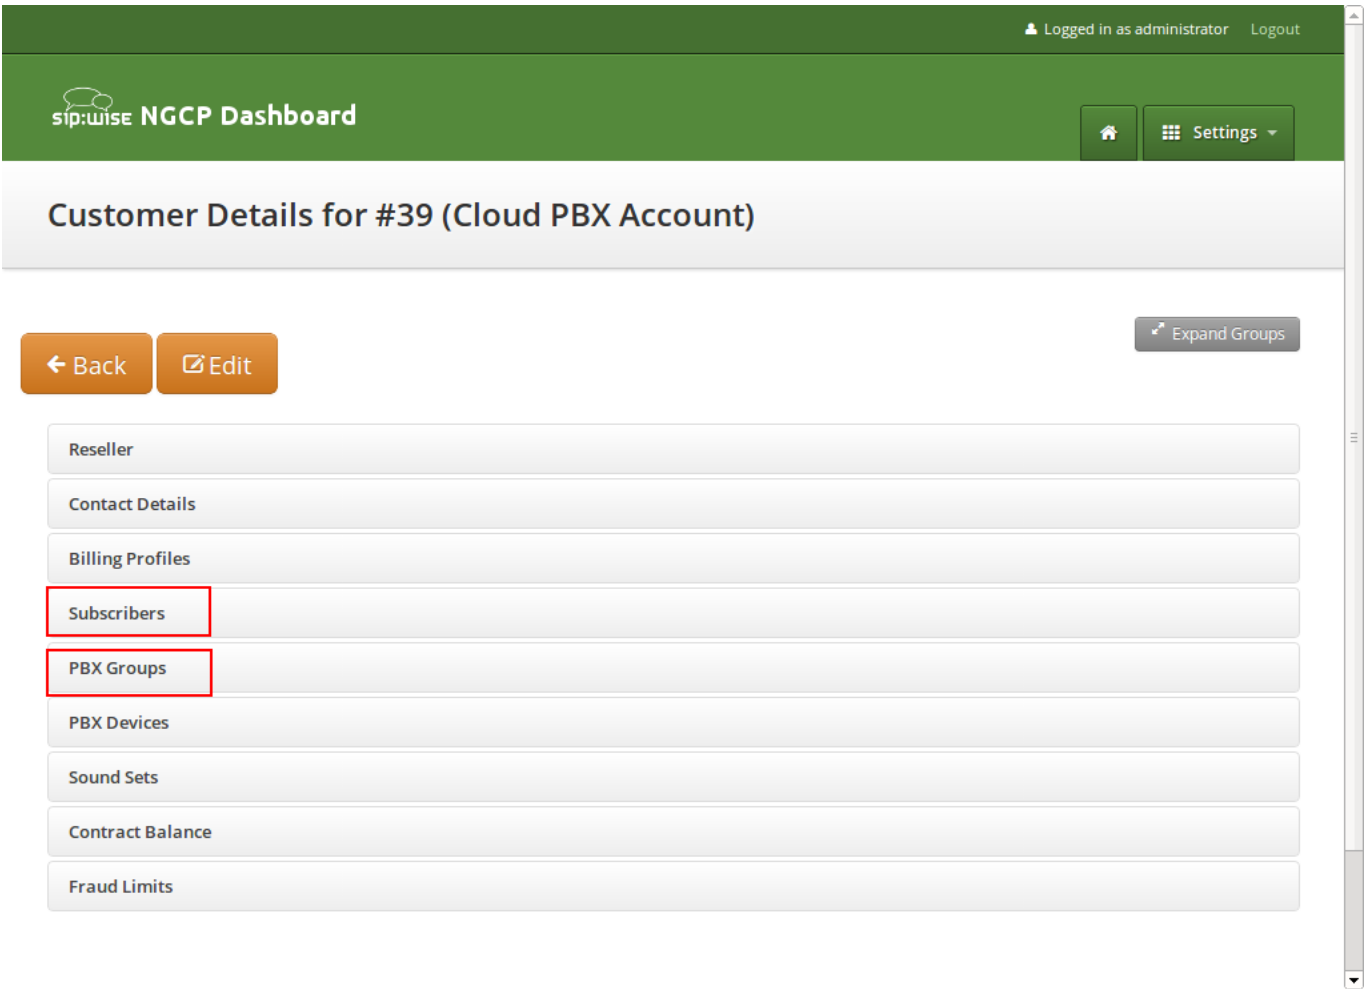 Logged in as administrator Logout
sip:wise NGCP Dashboard
Settings
Customer Details for #39 (Cloud PBX Account)
Expand Groups
Back Edit
Reseller
Contact Details
Billing Profiles
Subscribers
PBX Groups
PBX Devices
Sound Sets
Contract Balance
Fraud Limits